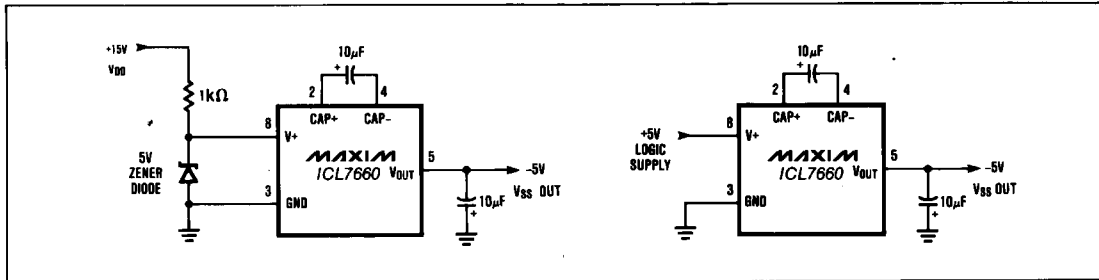 +15V
VDD
1kΩ
5V
ZENER
DIODE
10µF
+
2
4
CAP+
CAP-
8
V+
MAXIM
ICL7660
5
VOUT
3
GND
-5V
VSS OUT
10µF
+
10µF
+
2
4
CAP+
CAP-
+5V
LOGIC
SUPPLY
8
V+
MAXIM
ICL7660
5
VOUT
3
GND
-5V
VSS OUT
10µF
+